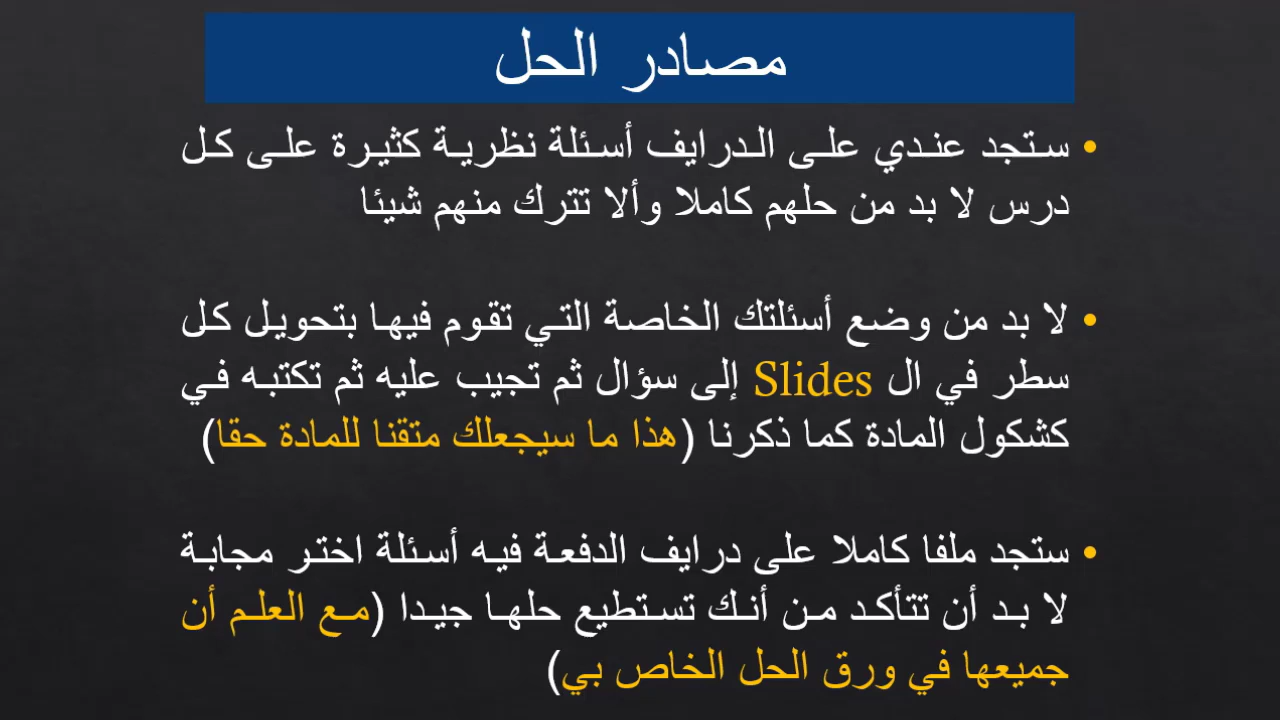 مصادر الحل
• ستجد عندي على الدرايف أسئلة نظرية كثيرة على كل
درس لا بد من حلهم كاملا وألا تترك منهم شيئا
• لا بد من وضع أسئلتك الخاصة التي تقوم فيها بتحويل كل
سطر في ال Slides إلى سؤال ثم تجيب عليه ثم تكتبه في
كشكول المادة كما ذكرنا (هذا ما سيجعلك متقنا للمادة حقا)
• ستجد ملفا كاملا على درايف الدفعة فيه أسئلة اختر مجابة
لا بد أن تتأكد من أنك تستطيع حلها جيدا (مع العلم أن
جميعها في ورق الحل الخاص بي)